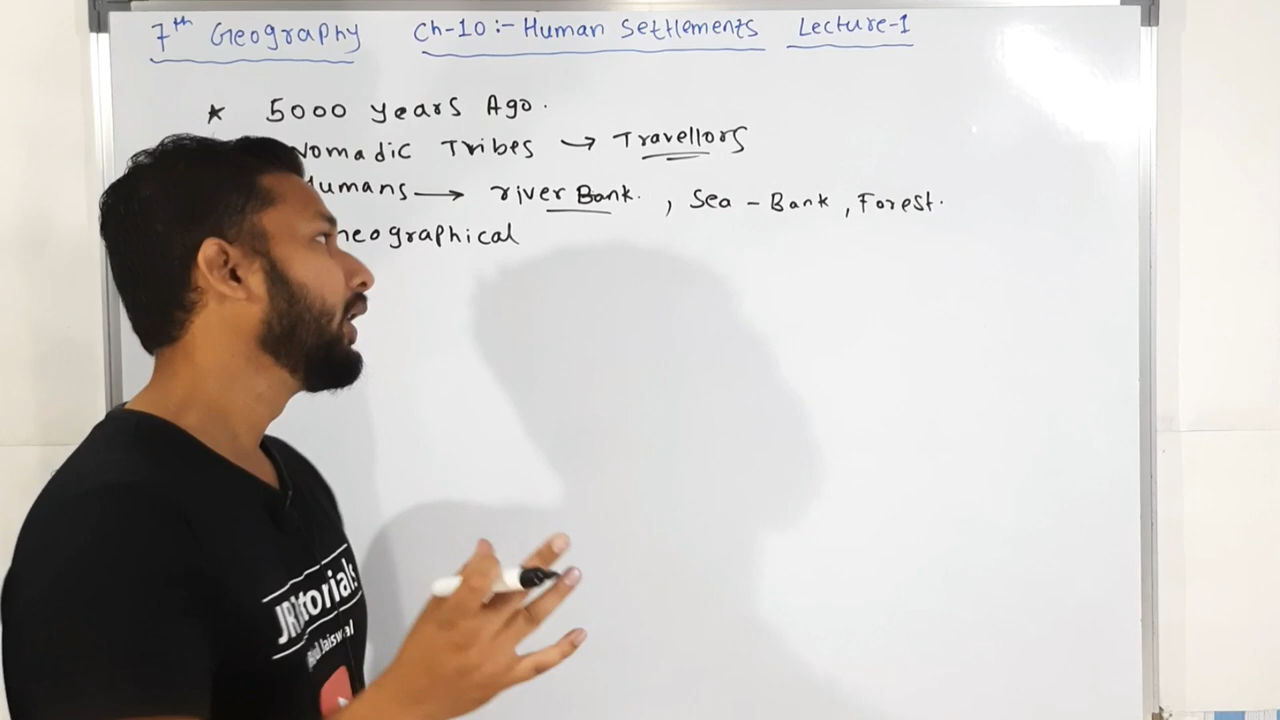 7th Geography Ch-10:- Human Settlements Lecture-1
* 5000 years Ago.
Nomadic Tribes → Travellors
Humans → river Bank. , Sea - Bank , Forest.
Geographical